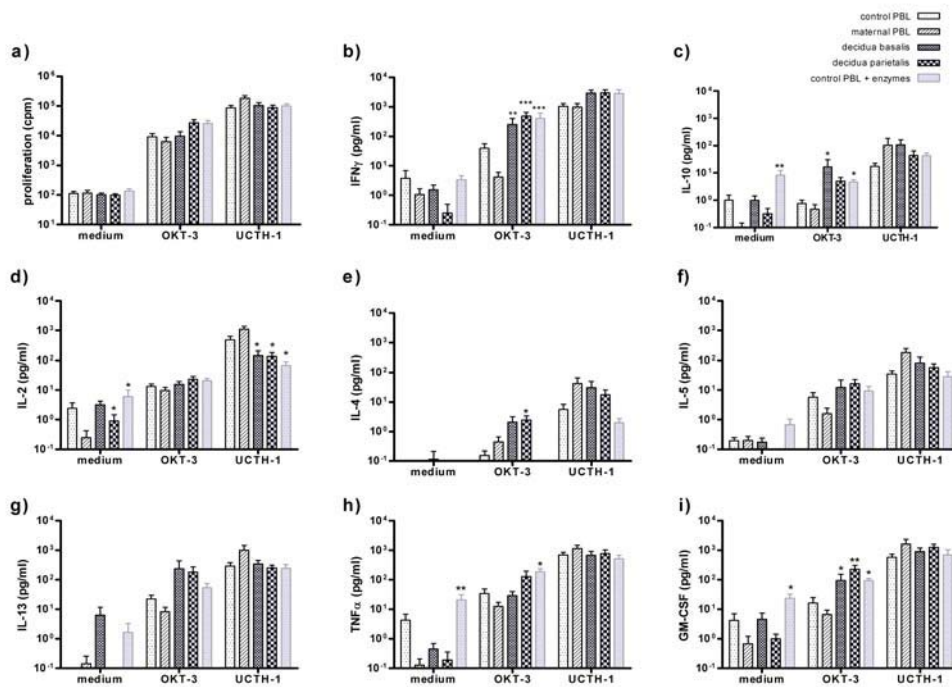 control PBL
maternal PBL
decidua basalis
decidua parietalis
control PBL + enzymes
a)
proliferation (cpm)
10⁶
10⁵
10⁴
10³
10²
10¹
medium OKT-3 UCTH-1
b)
IFNγ (pg/ml)
10⁴
10³
10²
10¹
10⁰
10⁻¹
** *** ***
medium OKT-3 UCTH-1
c)
IL-10 (pg/ml)
10⁴
10³
10²
10¹
10⁰
10⁻¹
** * *
medium OKT-3 UCTH-1
d)
IL-2 (pg/ml)
10⁴
10³
10²
10¹
10⁰
10⁻¹
* * * * *
medium OKT-3 UCTH-1
e)
IL-4 (pg/ml)
10⁴
10³
10²
10¹
10⁰
10⁻¹
*
medium OKT-3 UCTH-1
f)
IL-5 (pg/ml)
10⁴
10³
10²
10¹
10⁰
10⁻¹
medium OKT-3 UCTH-1
g)
IL-13 (pg/ml)
10⁴
10³
10²
10¹
10⁰
10⁻¹
medium OKT-3 UCTH-1
h)
TNFα (pg/ml)
10⁴
10³
10²
10¹
10⁰
10⁻¹
** *
medium OKT-3 UCTH-1
i)
GM-CSF (pg/ml)
10⁴
10³
10²
10¹
10⁰
10⁻¹
* * ** *
medium OKT-3 UCTH-1